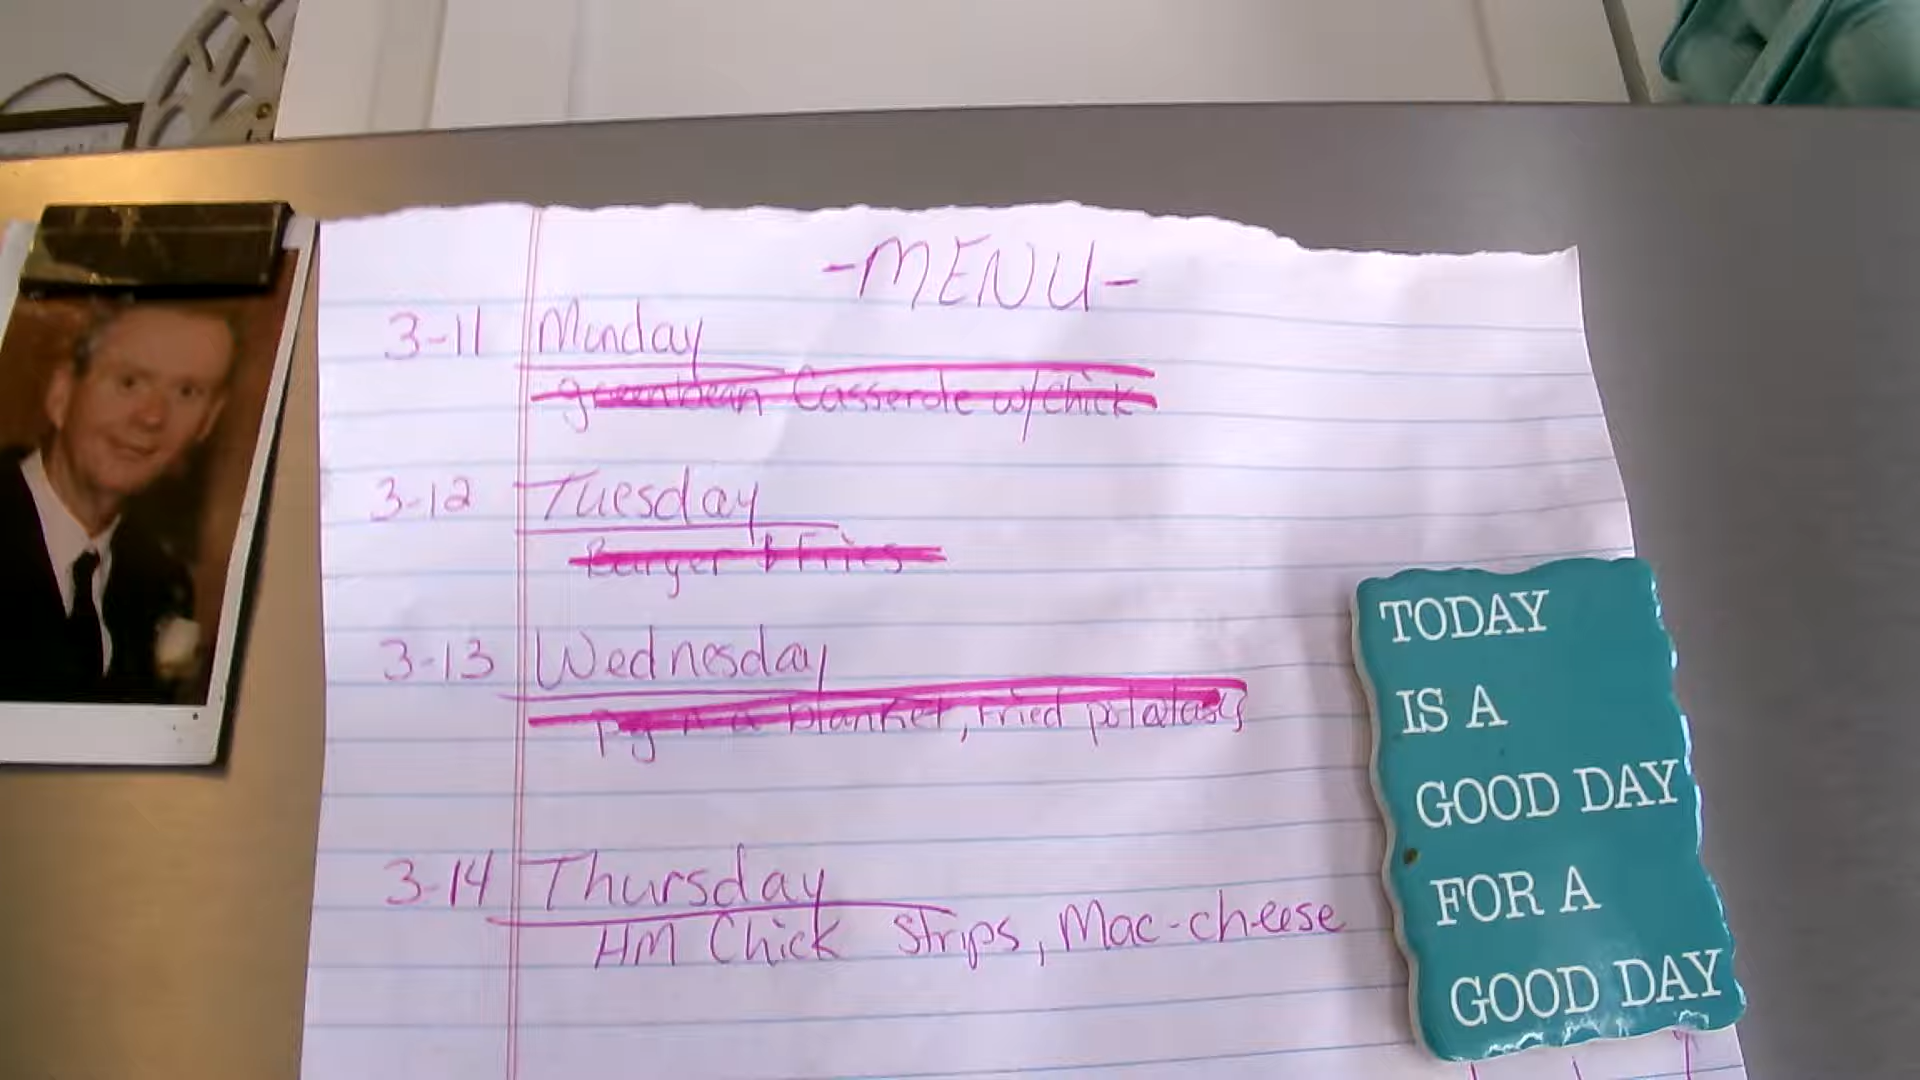 -MENU-
3-11 Munday
greenbean Casserole w/chick
3-12 Tuesday
Burger & Fries
3-13 Wednesday
Pig n a blanket, Fried potatoes
3-14 Thursday
HM Chick Strips, Mac-cheese
TODAY
IS A
GOOD DAY
FOR A
GOOD DAY